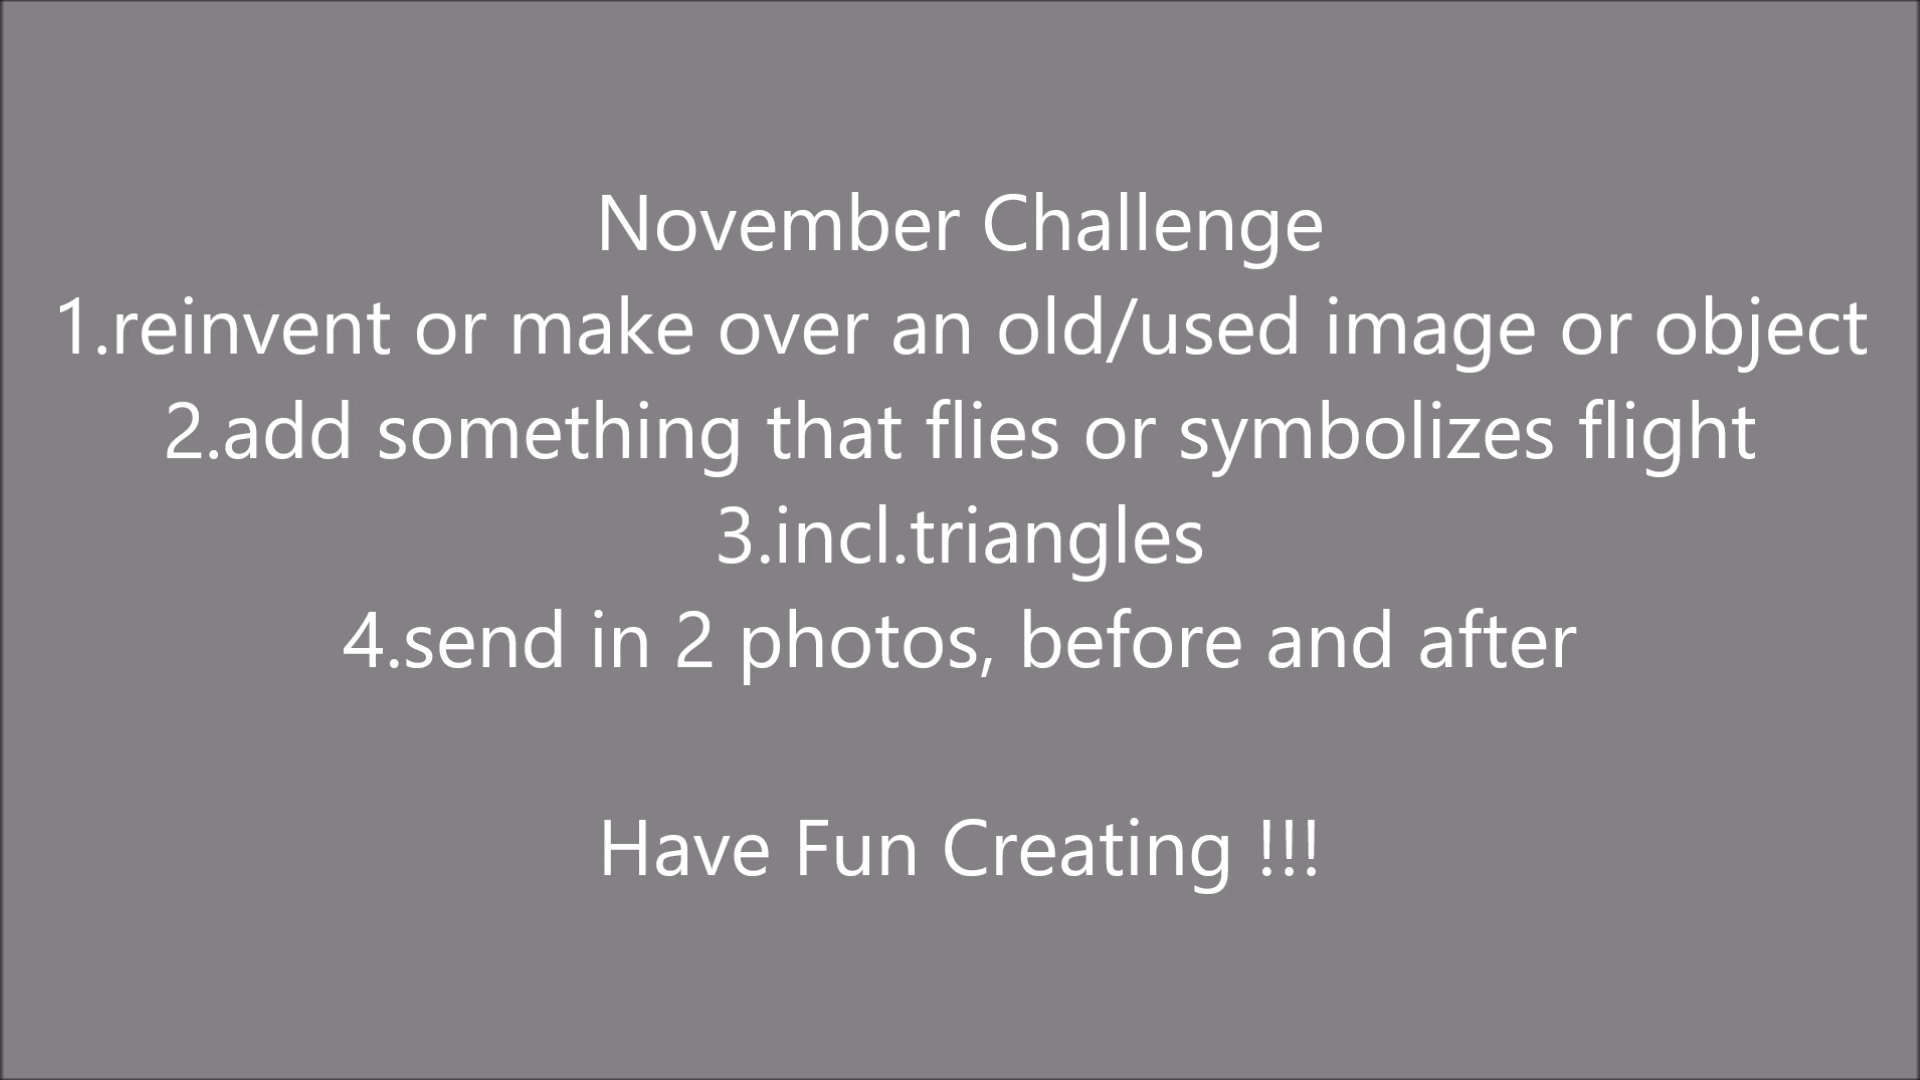 November Challenge
1.reinvent or make over an old/used image or object
2.add something that flies or symbolizes flight
3.incl.triangles
4.send in 2 photos, before and after
Have Fun Creating !!!